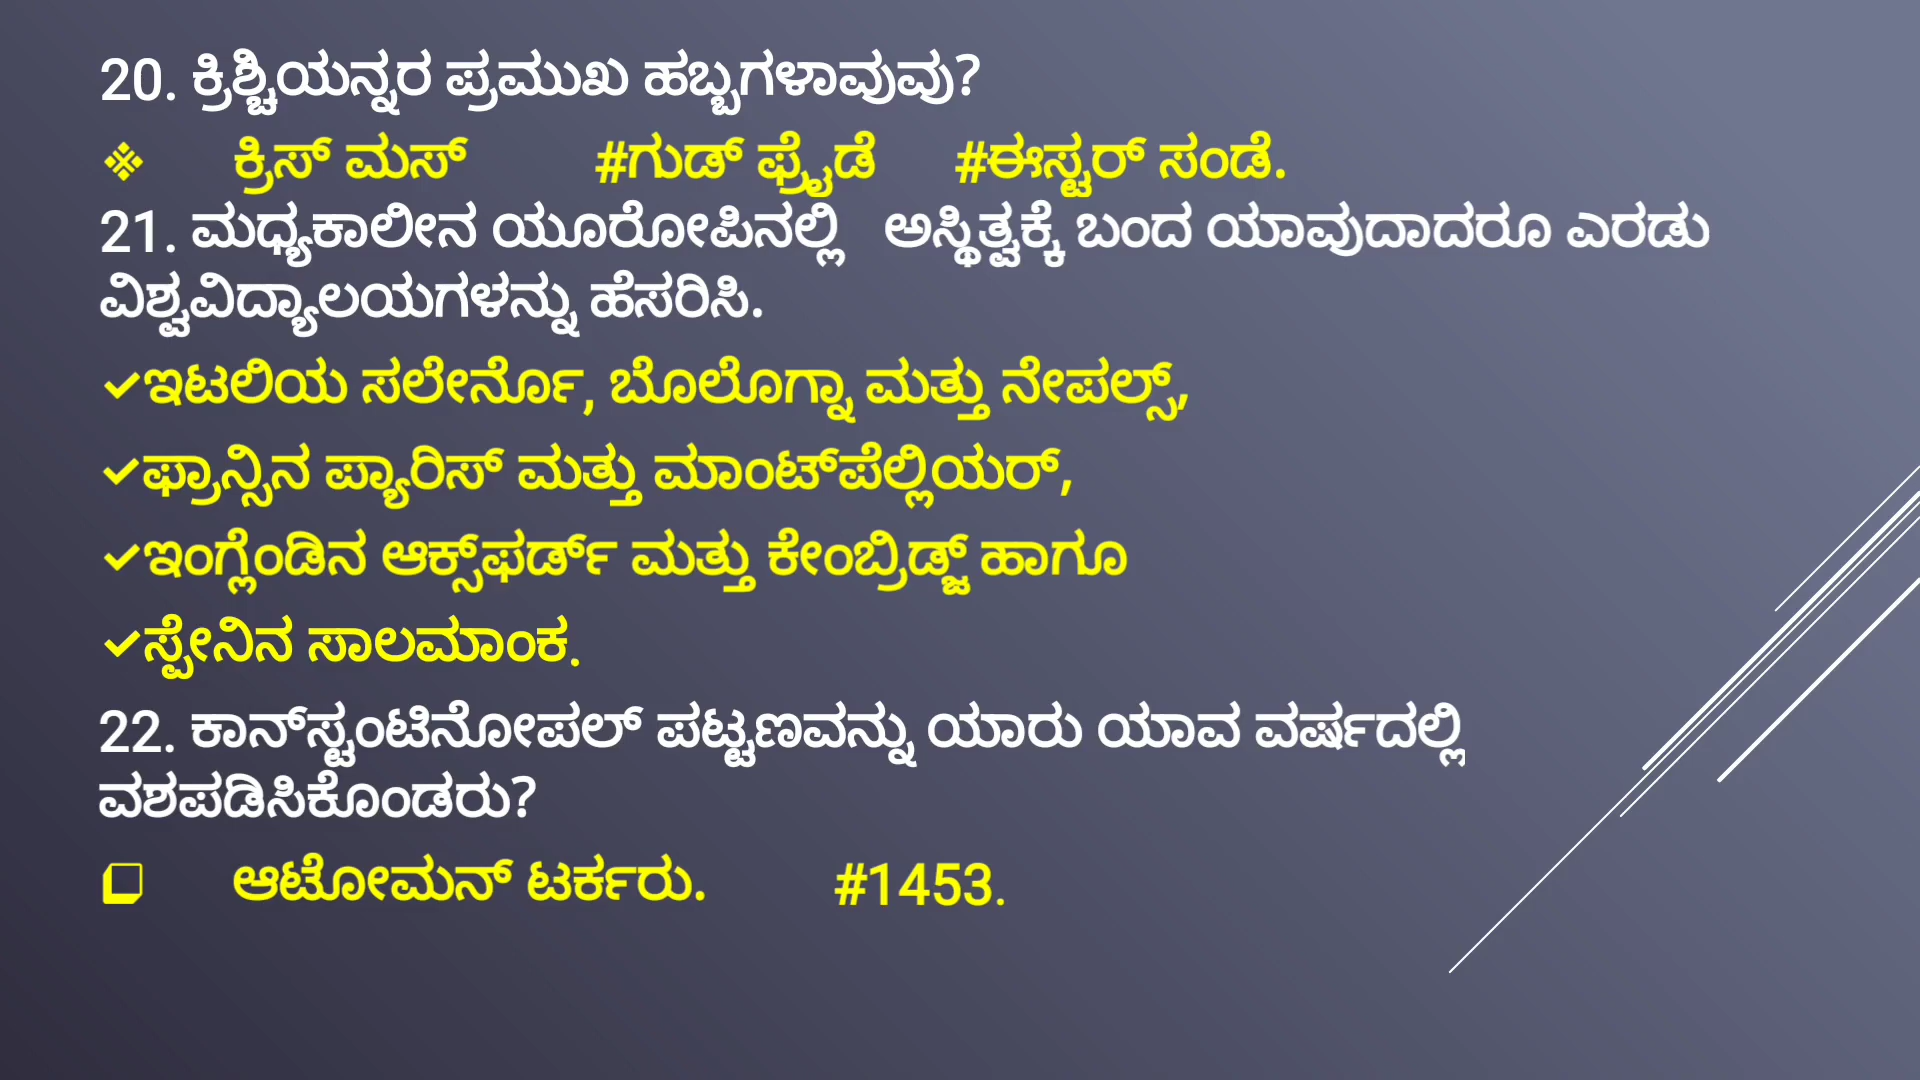 20. ಕ್ರಿಶ್ಚಿಯನ್ನರ ಪ್ರಮುಖ ಹಬ್ಬಗಳಾವುವು?
❖ ಕ್ರಿಸ್ ಮಸ್ #ಗುಡ್ ಫ್ರೈಡೆ #ಈಸ್ಟರ್ ಸಂಡೆ.
21. ಮಧ್ಯಕಾಲೀನ ಯೂರೋಪಿನಲ್ಲಿ ಅಸ್ಥಿತ್ವಕ್ಕೆ ಬಂದ ಯಾವುದಾದರೂ ಎರಡು
ವಿಶ್ವವಿದ್ಯಾಲಯಗಳನ್ನು ಹೆಸರಿಸಿ.
✓ಇಟಲಿಯ ಸಲೇರ್ನೊ, ಬೊಲೊಗ್ನಾ ಮತ್ತು ನೇಪಲ್ಸ್,
✓ಫ್ರಾನ್ಸಿನ ಪ್ಯಾರಿಸ್ ಮತ್ತು ಮಾಂಟ್‌ಪೆಲ್ಲಿಯರ್,
✓ಇಂಗ್ಲೆಂಡಿನ ಆಕ್ಸ್‌ಫರ್ಡ್ ಮತ್ತು ಕೇಂಬ್ರಿಡ್ಜ್ ಹಾಗೂ
✓ಸ್ಪೇನಿನ ಸಾಲಮಾಂಕ.
22. ಕಾನ್‌ಸ್ಟಂಟಿನೋಪಲ್ ಪಟ್ಟಣವನ್ನು ಯಾರು ಯಾವ ವರ್ಷದಲ್ಲಿ
ವಶಪಡಿಸಿಕೊಂಡರು?
❑ ಆಟೋಮನ್ ಟರ್ಕರು. #1453.